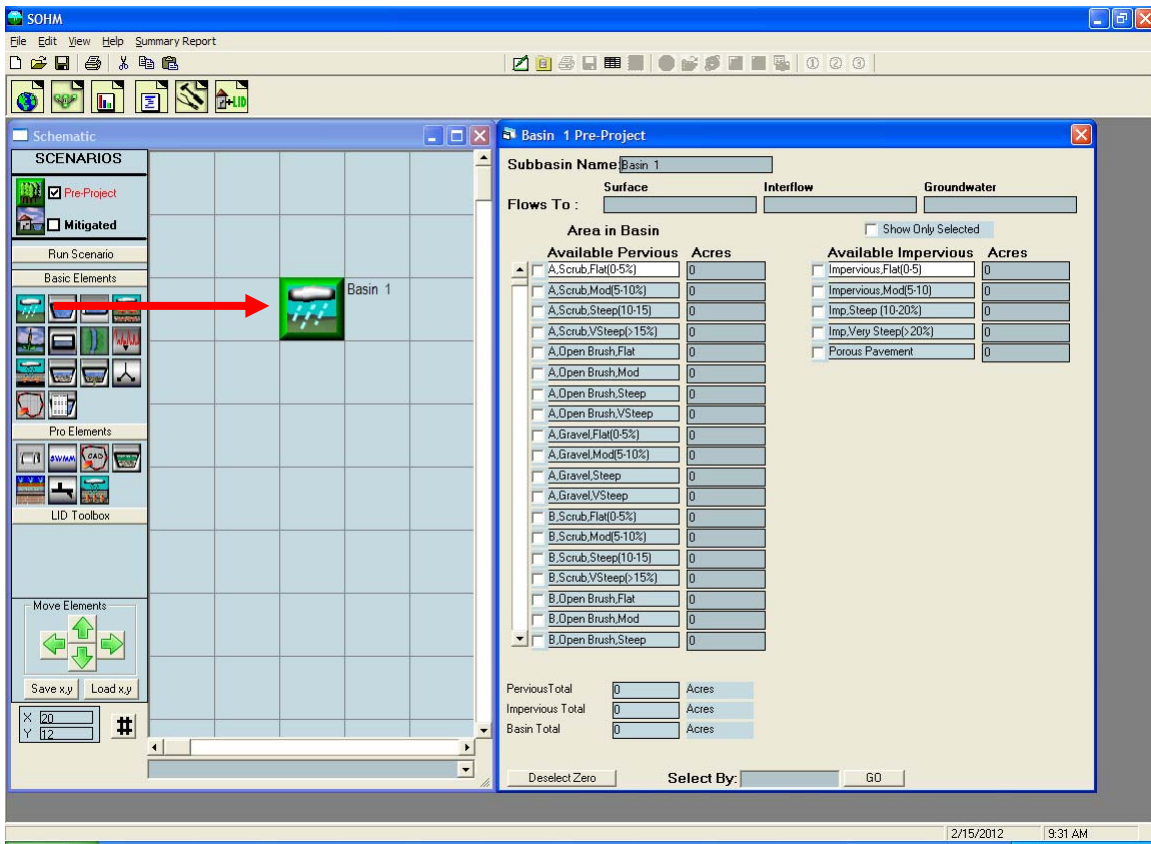 SOHM
File Edit View Help Summary Report
① ② ③
+LID
Schematic
SCENARIOS
Pre-Project
Mitigated
Run Scenario
Basic Elements
Pro Elements
SWMM CAD
LID Toolbox
Move Elements
Save x,y Load x,y
X 20
Y 12
#
Basin 1
Basin 1 Pre-Project
Subbasin Name: Basin 1
Surface Interflow Groundwater
Flows To :
Area in Basin Show Only Selected
Available Pervious Acres Available Impervious Acres
A,Scrub,Flat(0-5%) 0 Impervious,Flat(0-5) 0
A,Scrub,Mod(5-10%) 0 Impervious,Mod(5-10) 0
A,Scrub,Steep(10-15) 0 Imp,Steep (10-20%) 0
A,Scrub,VSteep(>15%) 0 Imp,Very Steep(>20%) 0
A,Open Brush,Flat 0 Porous Pavement 0
A,Open Brush,Mod 0
A,Open Brush,Steep 0
A,Open Brush,VSteep 0
A,Gravel,Flat(0-5%) 0
A,Gravel,Mod(5-10%) 0
A,Gravel,Steep 0
A,Gravel,VSteep 0
B,Scrub,Flat(0-5%) 0
B,Scrub,Mod(5-10%) 0
B,Scrub,Steep(10-15) 0
B,Scrub,VSteep(>15%) 0
B,Open Brush,Flat 0
B,Open Brush,Mod 0
B,Open Brush,Steep 0
PerviousTotal 0 Acres
Impervious Total 0 Acres
Basin Total 0 Acres
Deselect Zero Select By: GO
2/15/2012 9:31 AM